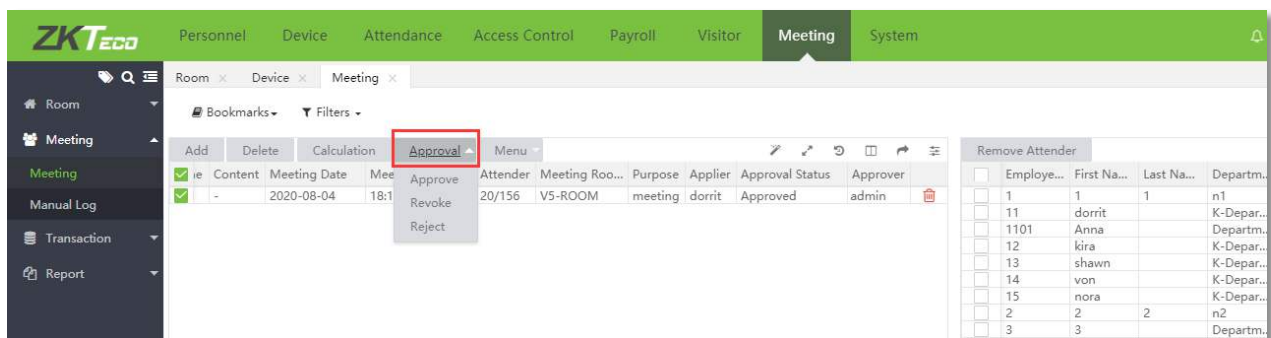 ZKTeco Personnel Device Attendance Access Control Payroll Visitor Meeting System
Room × Device × Meeting ×
Room
Bookmarks Filters
Meeting
Add Delete Calculation Approval Menu
Remove Attender
Meeting
Content Meeting Date Attender Meeting Roo... Purpose Applier Approval Status Approver
Employe... First Na... Last Na... Departm...
- 2020-08-04 20/156 V5-ROOM meeting dorrit Approved admin
Approve
Revoke
Reject
Manual Log
Transaction
Report
1 1 1 n1
11 dorrit K-Depar...
1101 Anna Departm...
12 kira K-Depar...
13 shawn K-Depar...
14 von K-Depar...
15 nora K-Depar...
2 2 2 n2
3 3 Departm...